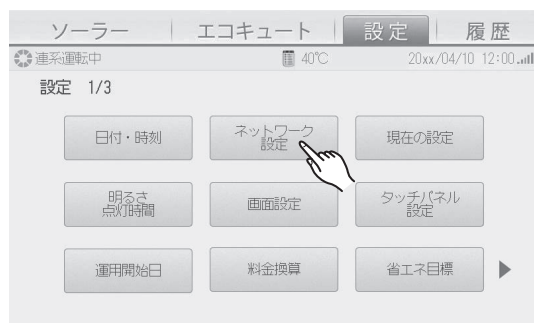 ソーラー エコキュート 設定 履歴
連系運転中 40℃ 20xx/04/10 12:00
設定 1/3
日付・時刻
ネットワーク
設定
現在の設定
明るさ
点灯時間
画面設定
タッチパネル
設定
運用開始日
料金換算
省エネ目標